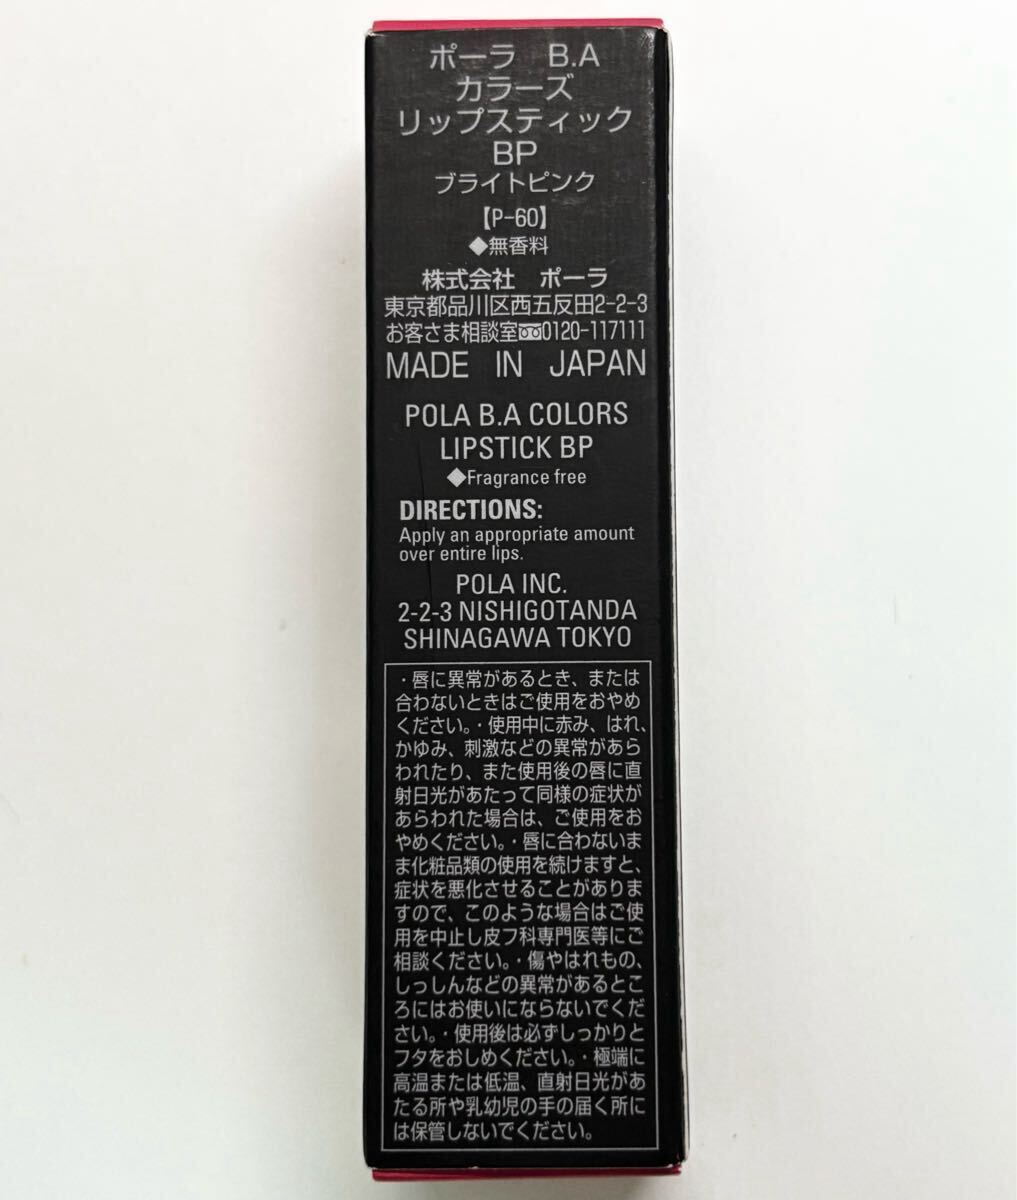 ポーラ B.A
カラーズ
リップスティック
BP
ブライトピンク
【P-60】
◆無香料
株式会社 ポーラ
東京都品川区西五反田2-2-3
お客さま相談室0120-117111
MADE IN JAPAN
POLA B.A COLORS
LIPSTICK BP
◆Fragrance free
DIRECTIONS:
Apply an appropriate amount
over entire lips.
POLA INC.
2-2-3 NISHIGOTANDA
SHINAGAWA TOKYO
・唇に異常があるとき、または
合わないときはご使用をおやめ
ください。・使用中に赤み、はれ、
かゆみ、刺激などの異常があら
われたり、また使用後の唇に直
射日光があたって同様の症状が
あらわれた場合は、ご使用をお
やめください。・唇に合わないま
ま化粧品類の使用を続けますと、
症状を悪化させることがありま
すので、このような場合はご使
用を中止し皮フ科専門医等にご
相談ください。・傷やはれもの、
しっしんなどの異常があるとこ
ろにはお使いにならないでくだ
さい。・使用後は必ずしっかりと
フタをおしめください。・極端に
高温または低温、直射日光があ
たる所や乳幼児の手の届く所に
は保管しないでください。